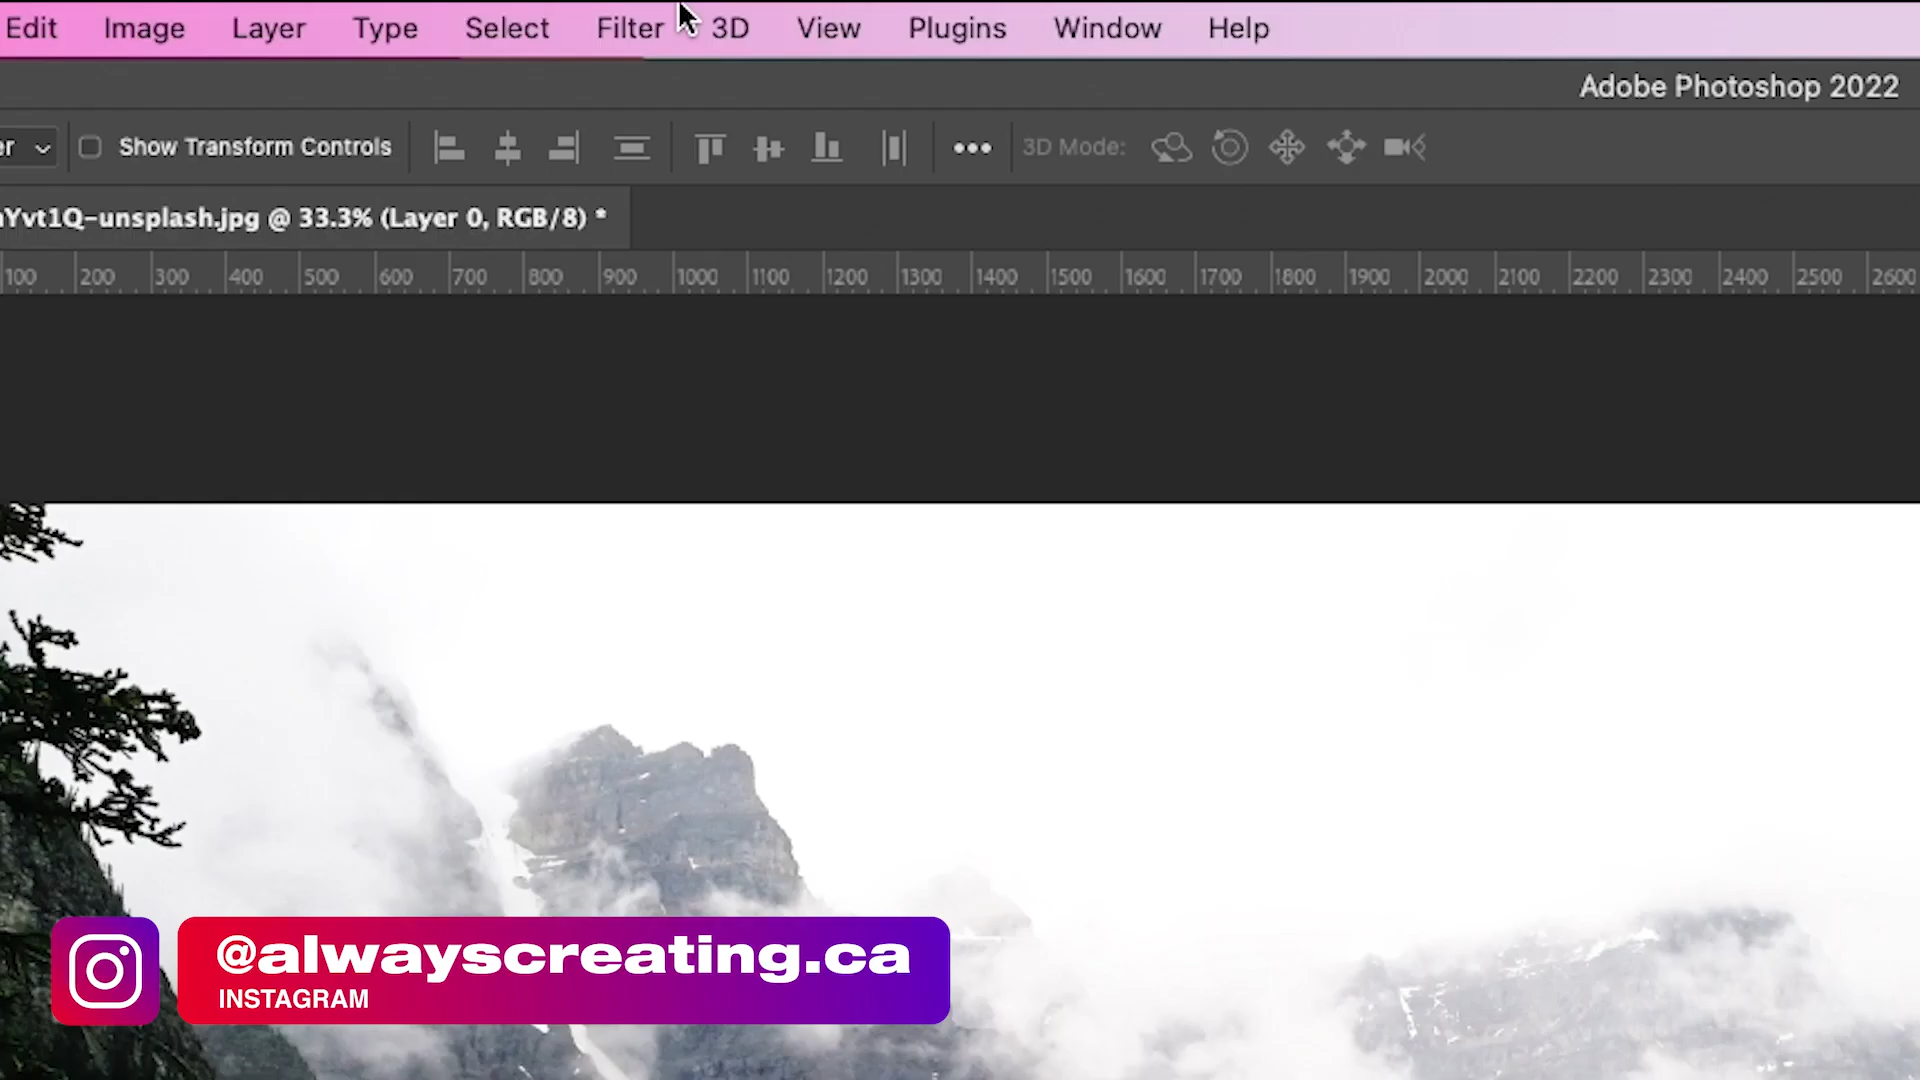 Edit Image Layer Type Select Filter 3D View Plugins Window Help
Adobe Photoshop 2022
Show Transform Controls 3D Mode:
Yvt1Q-unsplash.jpg @ 33.3% (Layer 0, RGB/8) *
100 200 300 400 500 600 700 800 900 1000 1100 1200 1300 1400 1500 1600 1700 1800 1900 2000 2100 2200 2300 2400 2500 2600
@alwayscreating.ca
INSTAGRAM